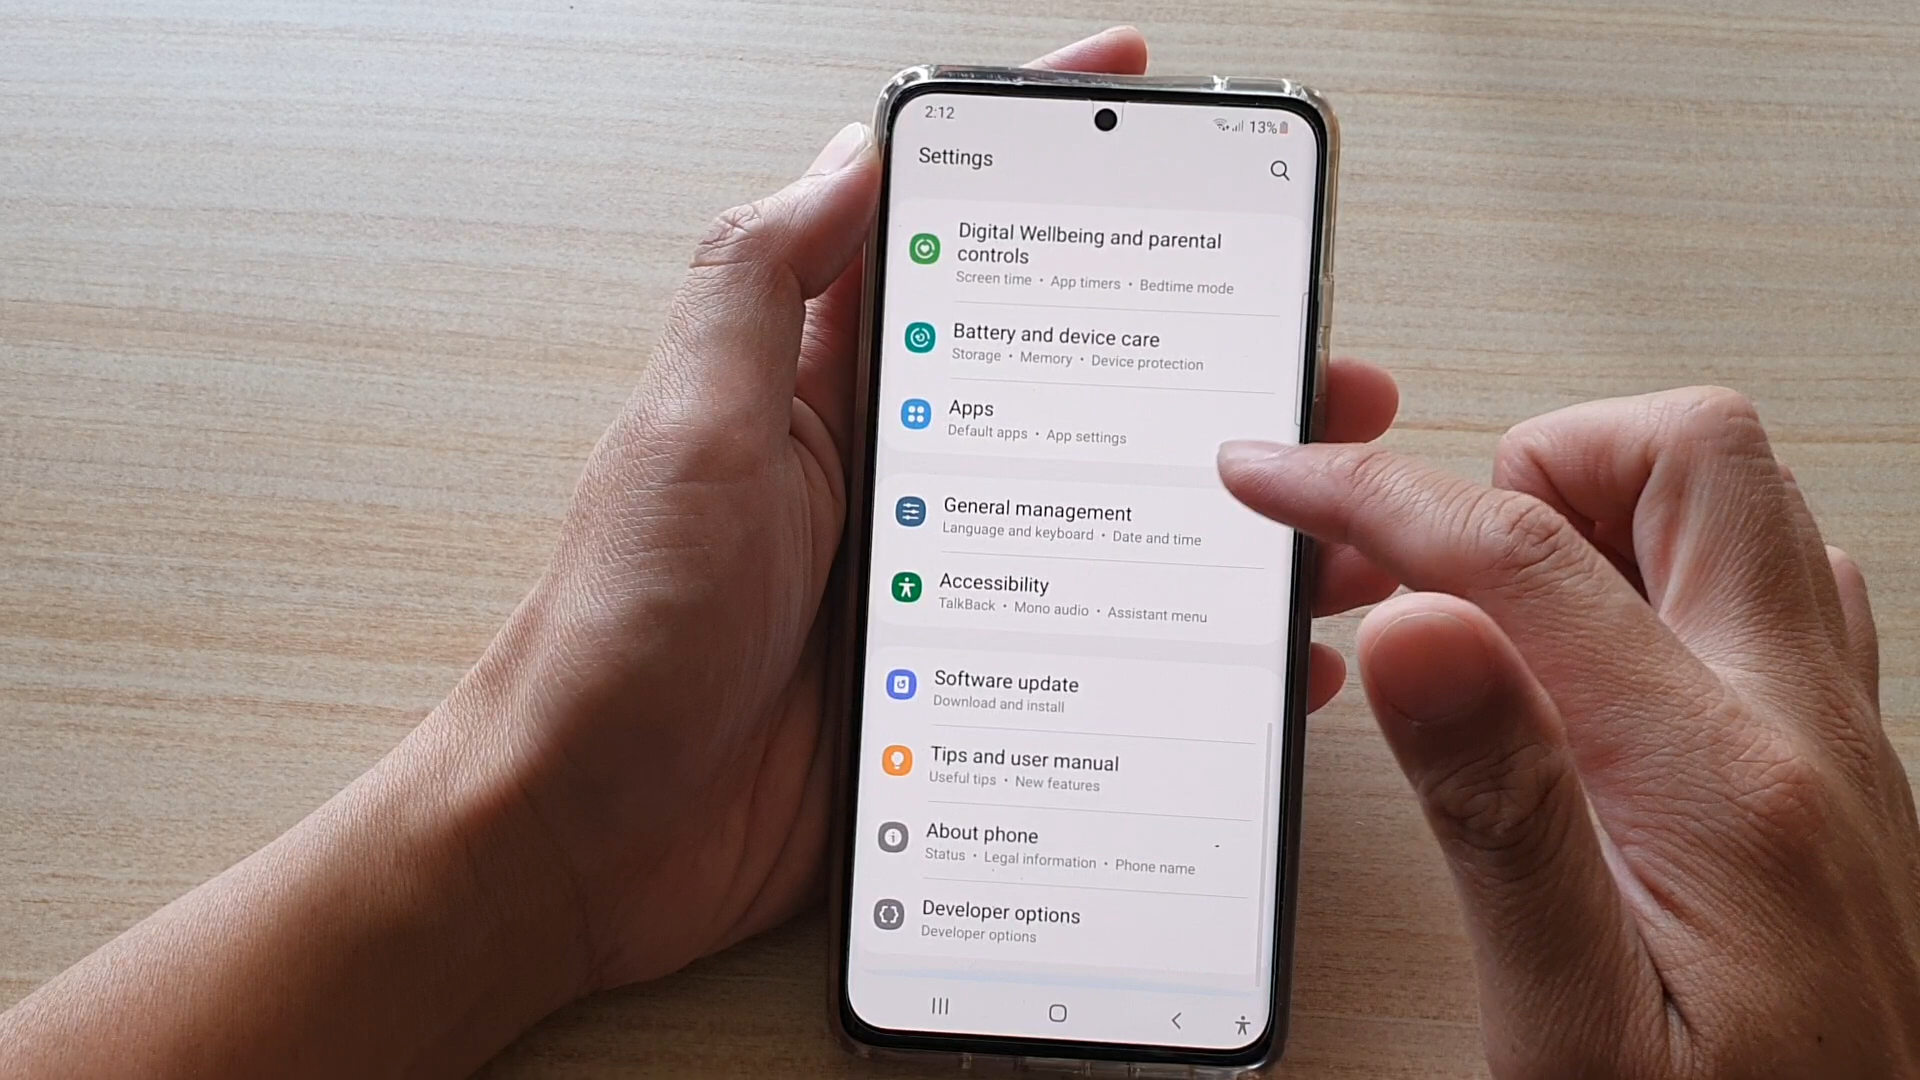 2:12
13%
Settings
Digital Wellbeing and parental
controls
Screen time • App timers • Bedtime mode
Battery and device care
Storage • Memory • Device protection
Apps
Default apps • App settings
General management
Language and keyboard • Date and time
Accessibility
TalkBack • Mono audio • Assistant menu
Software update
Download and install
Tips and user manual
Useful tips • New features
About phone
Status • Legal information • Phone name
Developer options
Developer options